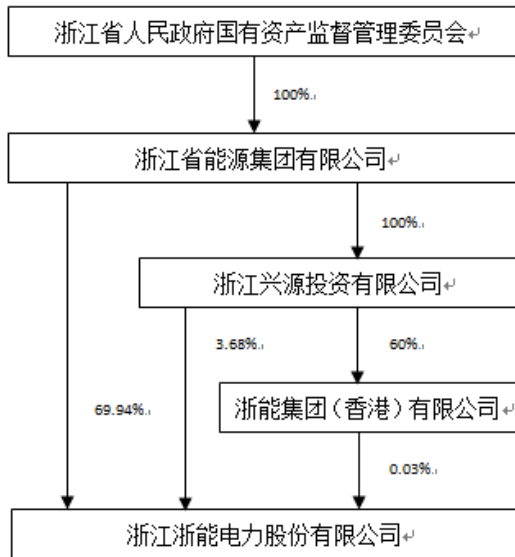 浙江省人民政府国有资产监督管理委员会
100%
浙江省能源集团有限公司
100%
浙江兴源投资有限公司
3.68%
60%
浙能集团（香港）有限公司
69.94%
0.03%
浙江浙能电力股份有限公司